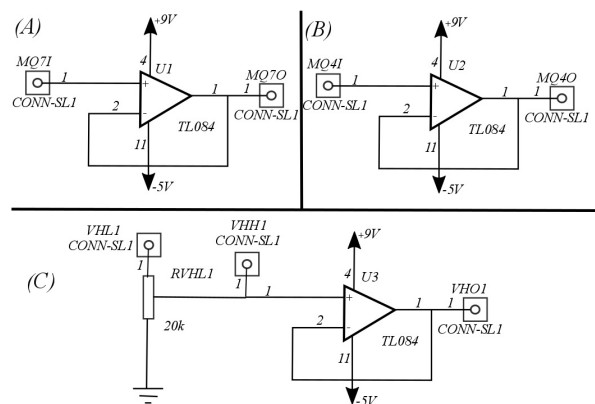 (A)
+9V
MQ7I
4
U1
1
+
1
1
MQ7O
CONN-SL1
2
-
TL084
CONN-SL1
11
-5V
(B)
+9V
MQ4I
4
U2
1
+
1
1
MQ4O
CONN-SL1
2
-
TL084
CONN-SL1
11
-5V
(C)
VHL1
CONN-SL1
1
VHH1
CONN-SL1
1
RVHL1
20k
1
+9V
4
U3
+
1
1
VHO1
CONN-SL1
2
-
TL084
11
-5V